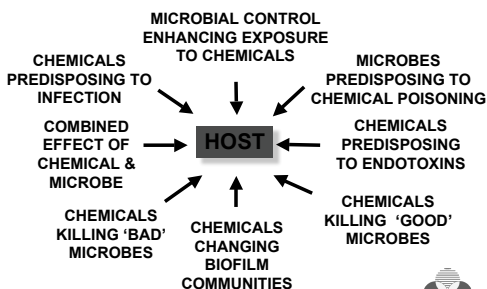 MICROBIAL CONTROL
ENHANCING EXPOSURE
TO CHEMICALS
CHEMICALS
PREDISPOSING TO
INFECTION
MICROBES
PREDISPOSING TO
CHEMICAL POISONING
COMBINED
EFFECT OF
CHEMICAL &
MICROBE
HOST
CHEMICALS
PREDISPOSING
TO ENDOTOXINS
CHEMICALS
KILLING ‘BAD’
MICROBES
CHEMICALS
CHANGING
BIOFILM
COMMUNITIES
CHEMICALS
KILLING ‘GOOD’
MICROBES